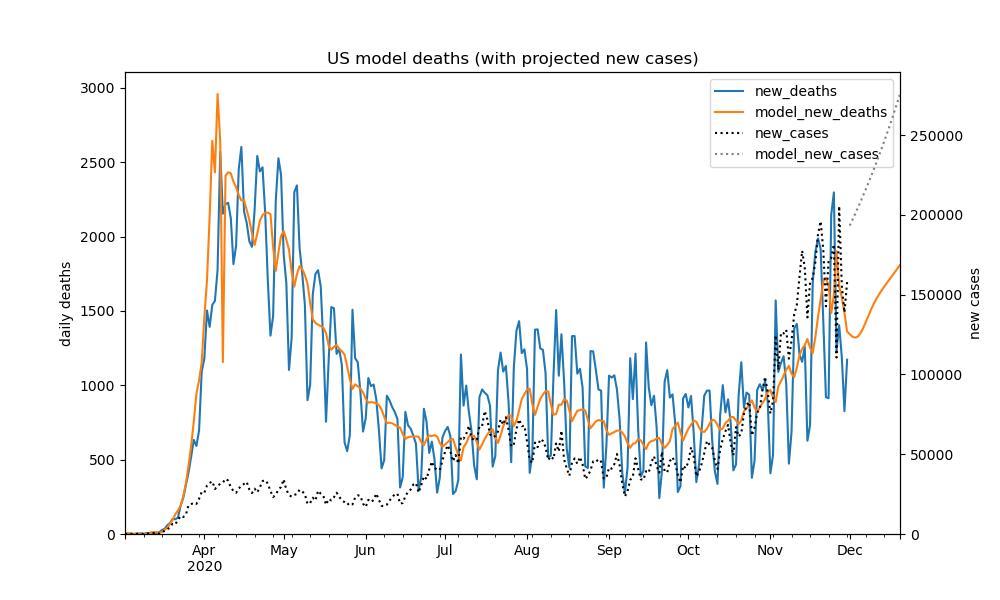 US model deaths (with projected new cases)
new_deaths
model_new_deaths
new_cases
model_new_cases
3000
2500
2000
1500
1000
500
0
daily deaths
250000
200000
150000
100000
50000
0
new cases
Apr May Jun Jul Aug Sep Oct Nov Dec
2020